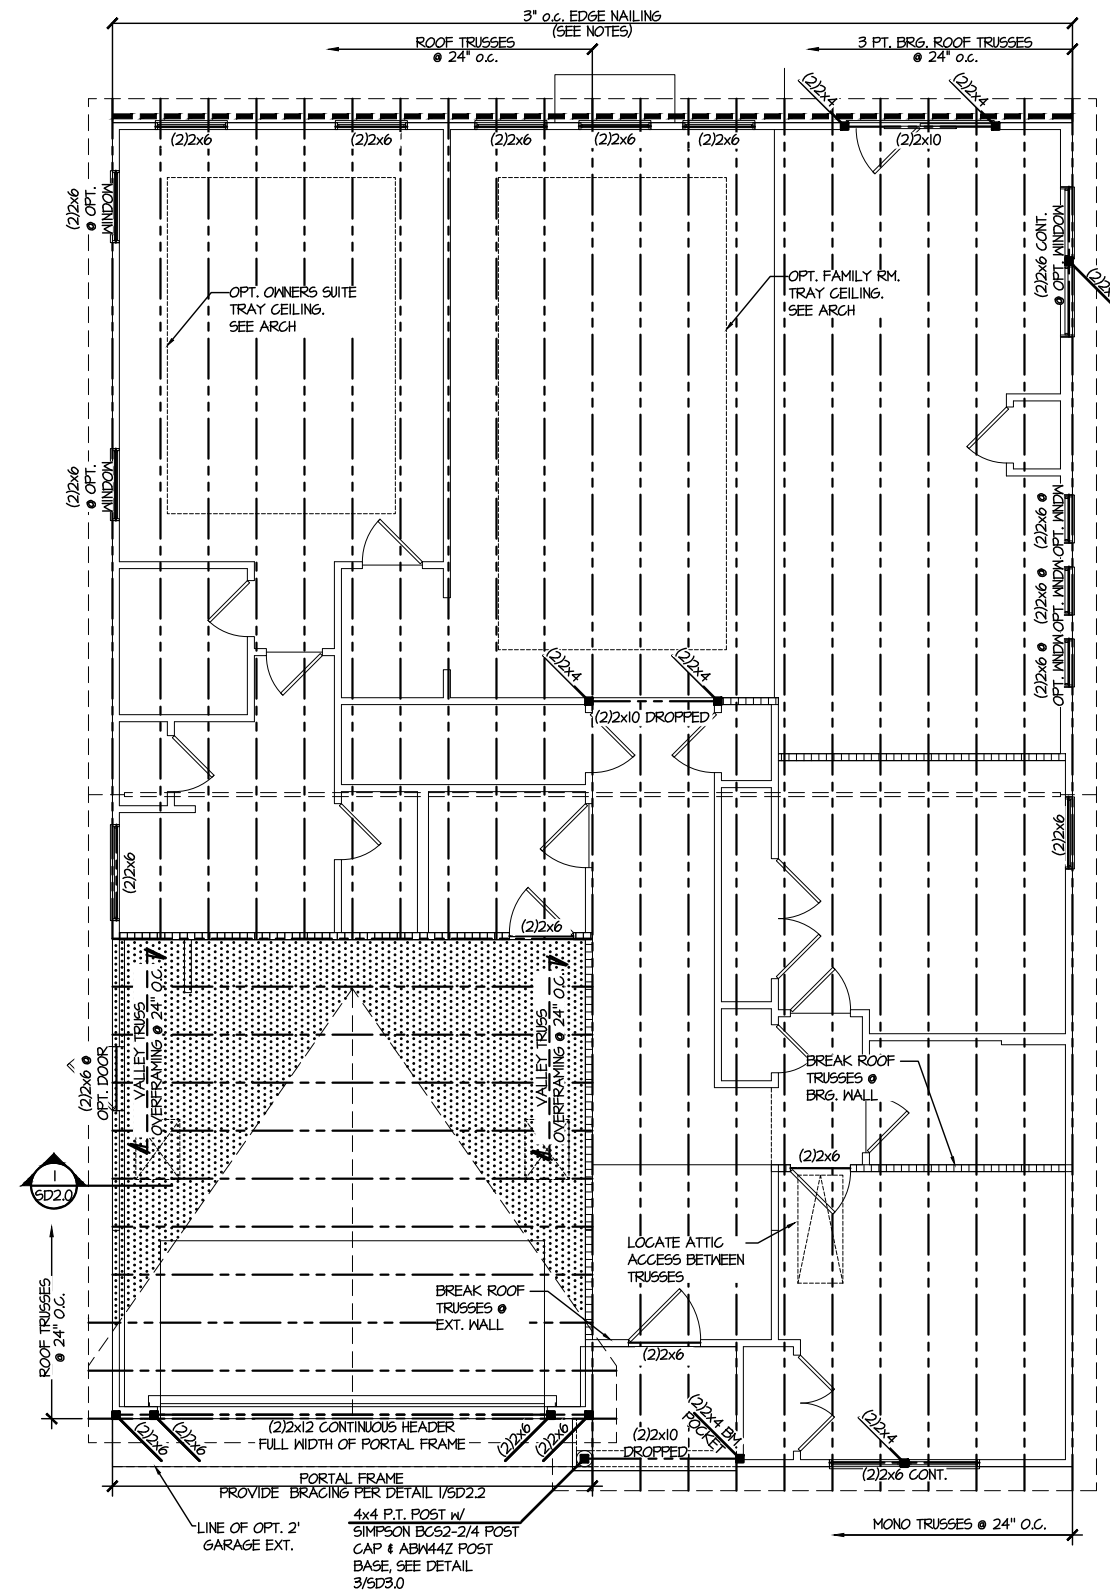 3" o.c. EDGE NAILING
(SEE NOTES)
ROOF TRUSSES
@ 24" o.c.
3 PT. BRG. ROOF TRUSSES
@ 24" o.c.
(2)2x4
(2)2x4
(2)2x6
(2)2x6
(2)2x6
(2)2x6
(2)2x6
(2)2x10
(2)2x6
@ OPT.
WINDOW
(2)2x6 CONT.
@ OPT. WINDOW
OPT. OWNERS SUITE
TRAY CEILING.
SEE ARCH
OPT. FAMILY RM.
TRAY CEILING.
SEE ARCH
(2)2x6
@ OPT.
WINDOW
(2)2x6 @
OPT. WNDW
(2)2x6 @
OPT. WNDW
(2)2x6 @
OPT. WNDW
(2)2x4
(2)2x4
(2)2x10 DROPPED
(2)2x6
(2)2x6
(2)2x6
VALLEY TRUSS
OVERFRAMING @ 24" O.C.
VALLEY TRUSS
OVERFRAMING @ 24" O.C.
(2)2x6 @
OPT. DOOR
BREAK ROOF
TRUSSES @
BRG. WALL
(2)2x6
SD2.0
LOCATE ATTIC
ACCESS BETWEEN
TRUSSES
ROOF TRUSSES
@ 24" O.C.
BREAK ROOF
TRUSSES @
EXT. WALL
(2)2x6
(2)2x6
(2)2x6
(2)2x12 CONTINUOUS HEADER
FULL WIDTH OF PORTAL FRAME
(2)2x6
(2)2x6
(2)2x10
DROPPED
(2)2x4 BM.
POCKET
(2)2x4
(2)2x6 CONT.
PORTAL FRAME
PROVIDE BRACING PER DETAIL 1/SD2.2
LINE OF OPT. 2'
GARAGE EXT.
4x4 P.T. POST W/
SIMPSON BCS2-2/4 POST
CAP & ABW44Z POST
BASE, SEE DETAIL
3/SD3.0
MONO TRUSSES @ 24" O.C.